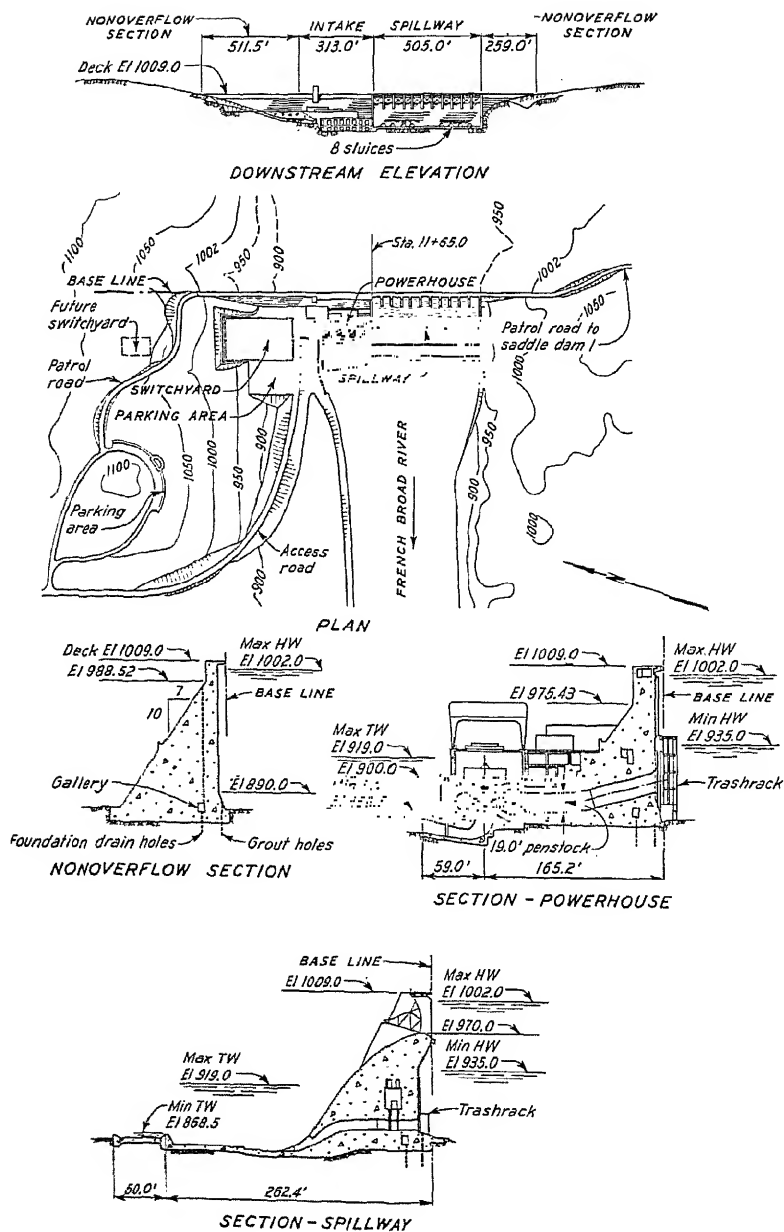 NONOVERFLOW SECTION
INTAKE
SPILLWAY
NONOVERFLOW SECTION
511.5'
313.0'
505.0'
259.0'
Deck El 1009.0
8 sluices
DOWNSTREAM ELEVATION
1100
1050
1002
950
900
Sta. 11+65.0
950
1002
1050
BASE LINE
POWERHOUSE
Future switchyard
Patrol road
Patrol road to saddle dam 1
SWITCHYARD
SPILLWAY
PARKING AREA
1000
950
900
1100
1050
1000
950
900
1000
Parking area
Access road
900
FRENCH BROAD RIVER
PLAN
Deck El 1009.0
El 988.52
Max HW
El 1002.0
BASE LINE
7
10
Gallery
El 890.0
Foundation drain holes
Grout holes
NONOVERFLOW SECTION
El 1009.0
Max. HW
El 1002.0
BASE LINE
El 975.43
Min HW
El 935.0
Max TW
El 919.0
El 900.0
Trashrack
19.0' penstock
59.0'
165.2'
SECTION - POWERHOUSE
BASE LINE
El 1009.0
Max HW
El 1002.0
El 970.0
Min HW
El 935.0
Max TW
El 919.0
Min TW
El 868.5
Trashrack
50.0'
262.4'
SECTION - SPILLWAY